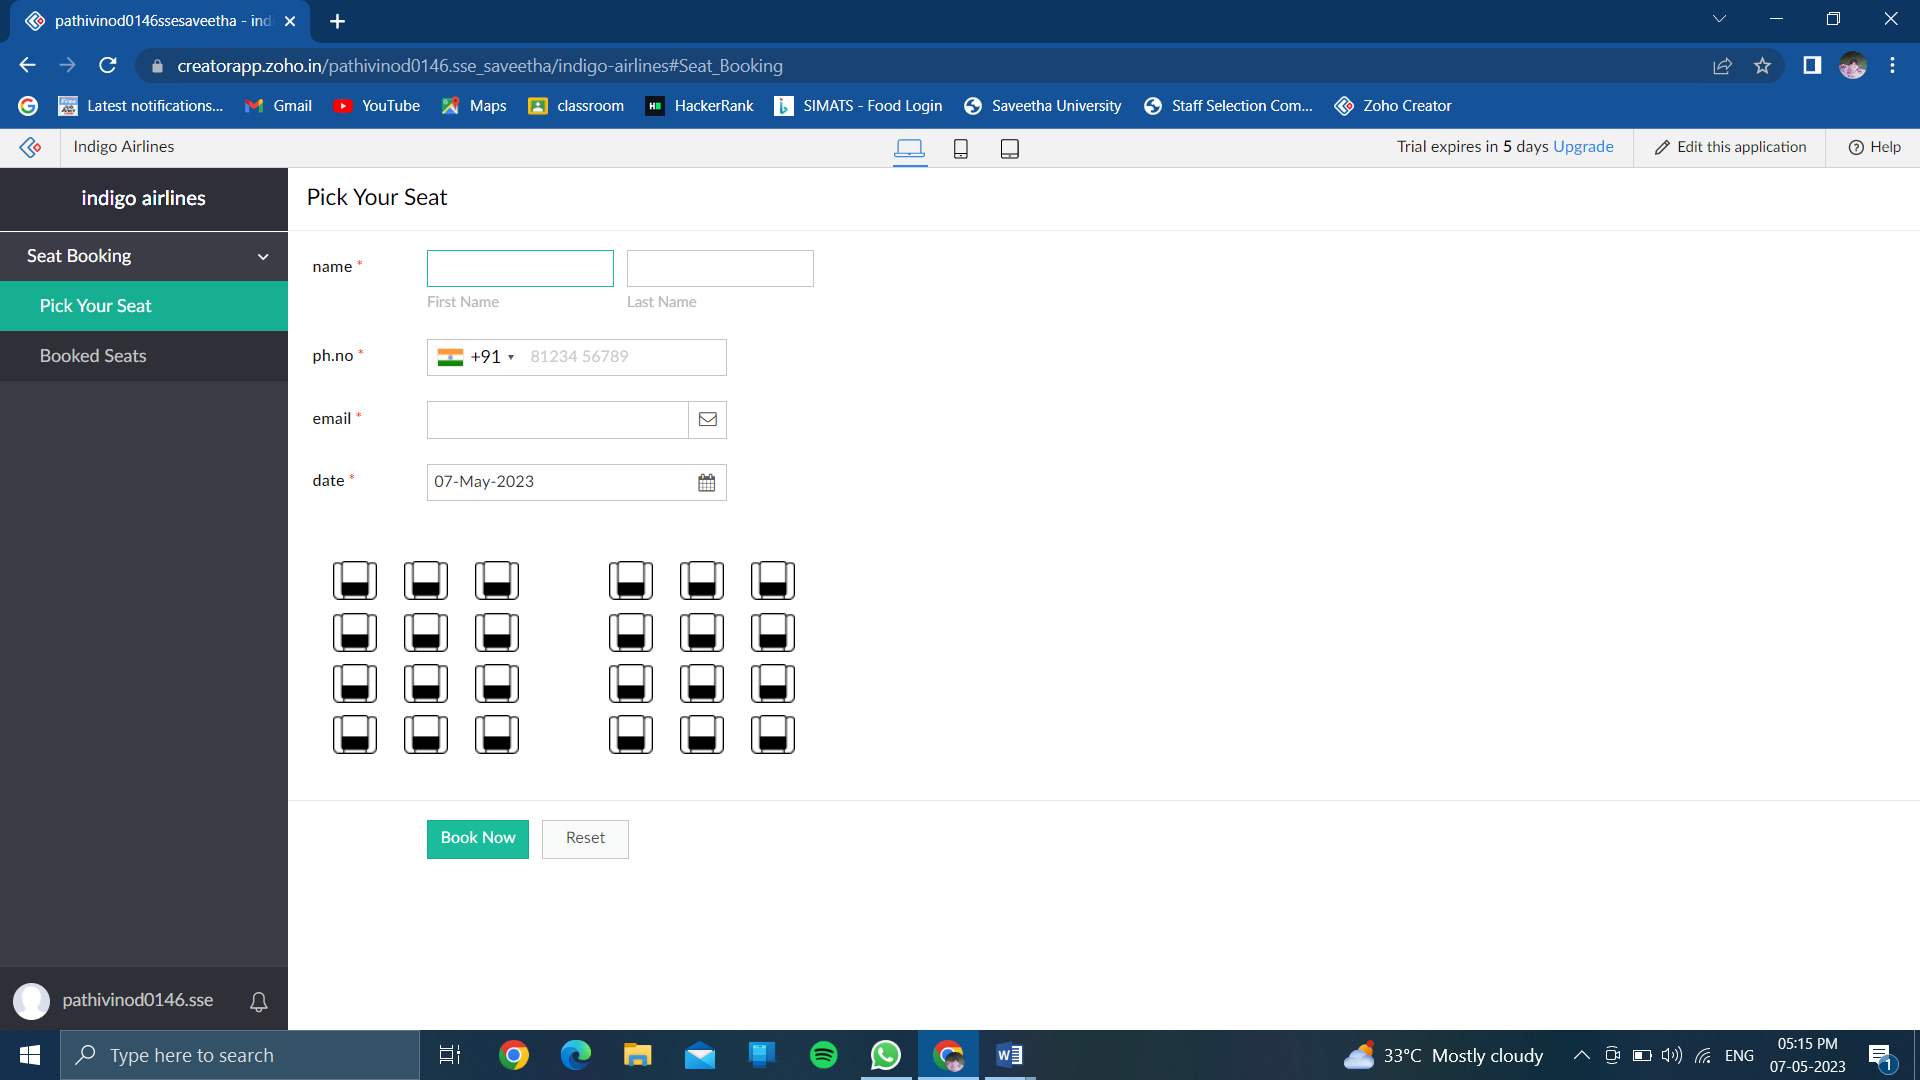 pathivinod0146ssesaveetha - ind
creatorapp.zoho.in/pathivinod0146.sse_saveetha/indigo-airlines#Seat_Booking
Latest notifications... Gmail YouTube Maps classroom HackerRank SIMATS - Food Login Saveetha University Staff Selection Com... Zoho Creator
Indigo Airlines Trial expires in 5 days Upgrade Edit this application Help
indigo airlines
Pick Your Seat
Seat Booking
Pick Your Seat
Booked Seats
name *
First Name Last Name
ph.no * +91 81234 56789
email *
date * 07-May-2023
Book Now Reset
pathivinod0146.sse
Type here to search
33°C Mostly cloudy ENG
05:15 PM
07-05-2023
1